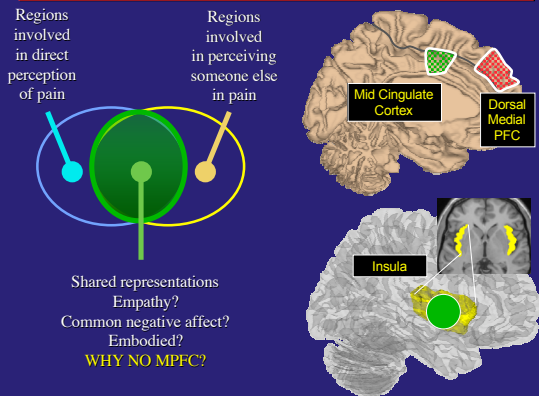 Regions
involved
in direct
perception
of pain
Regions
involved
in perceiving
someone else
in pain
Mid Cingulate
Cortex
Dorsal
Medial
PFC
Insula
Shared representations
Empathy?
Common negative affect?
Embodied?
WHY NO MPFC?